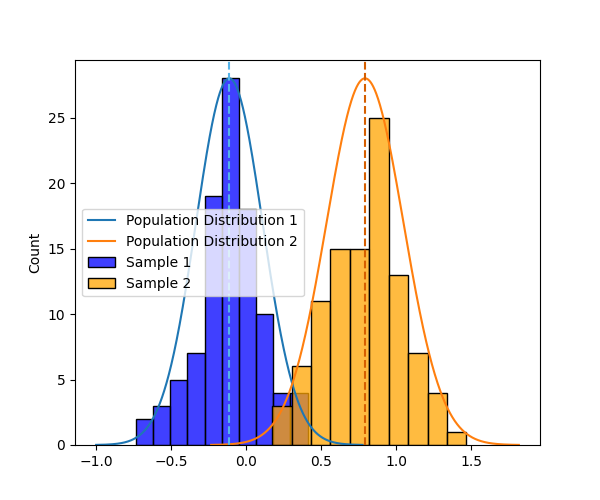 Count
25
20
15
10
5
0
Population Distribution 1
Population Distribution 2
Sample 1
Sample 2
−1.0 −0.5 0.0 0.5 1.0 1.5